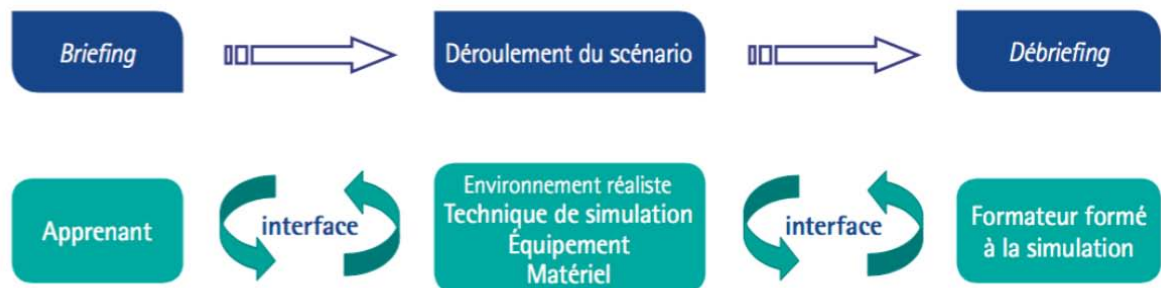 Briefing
Déroulement du scénario
Débriefing
Apprenant
interface
Environnement réaliste
Technique de simulation
Équipement
Matériel
interface
Formateur formé
à la simulation